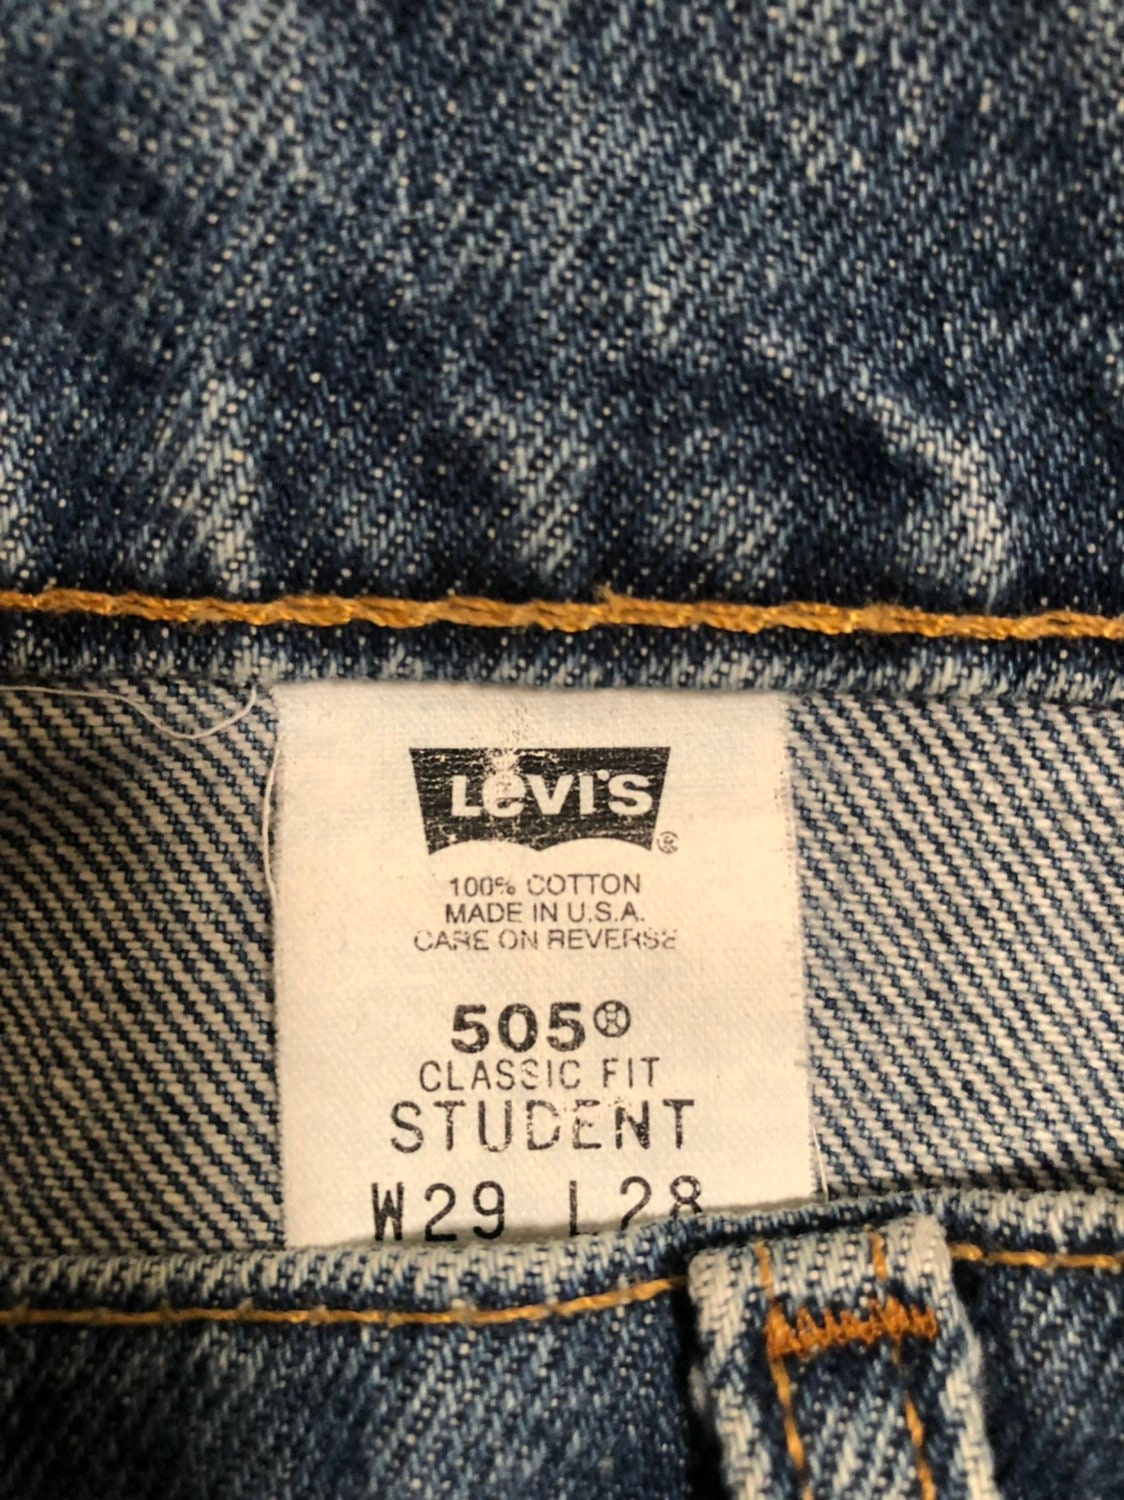 LEVI'S ®
100% COTTON
MADE IN U.S.A.
CARE ON REVERSE
505®
CLASSIC FIT
STUDENT
W29 L28